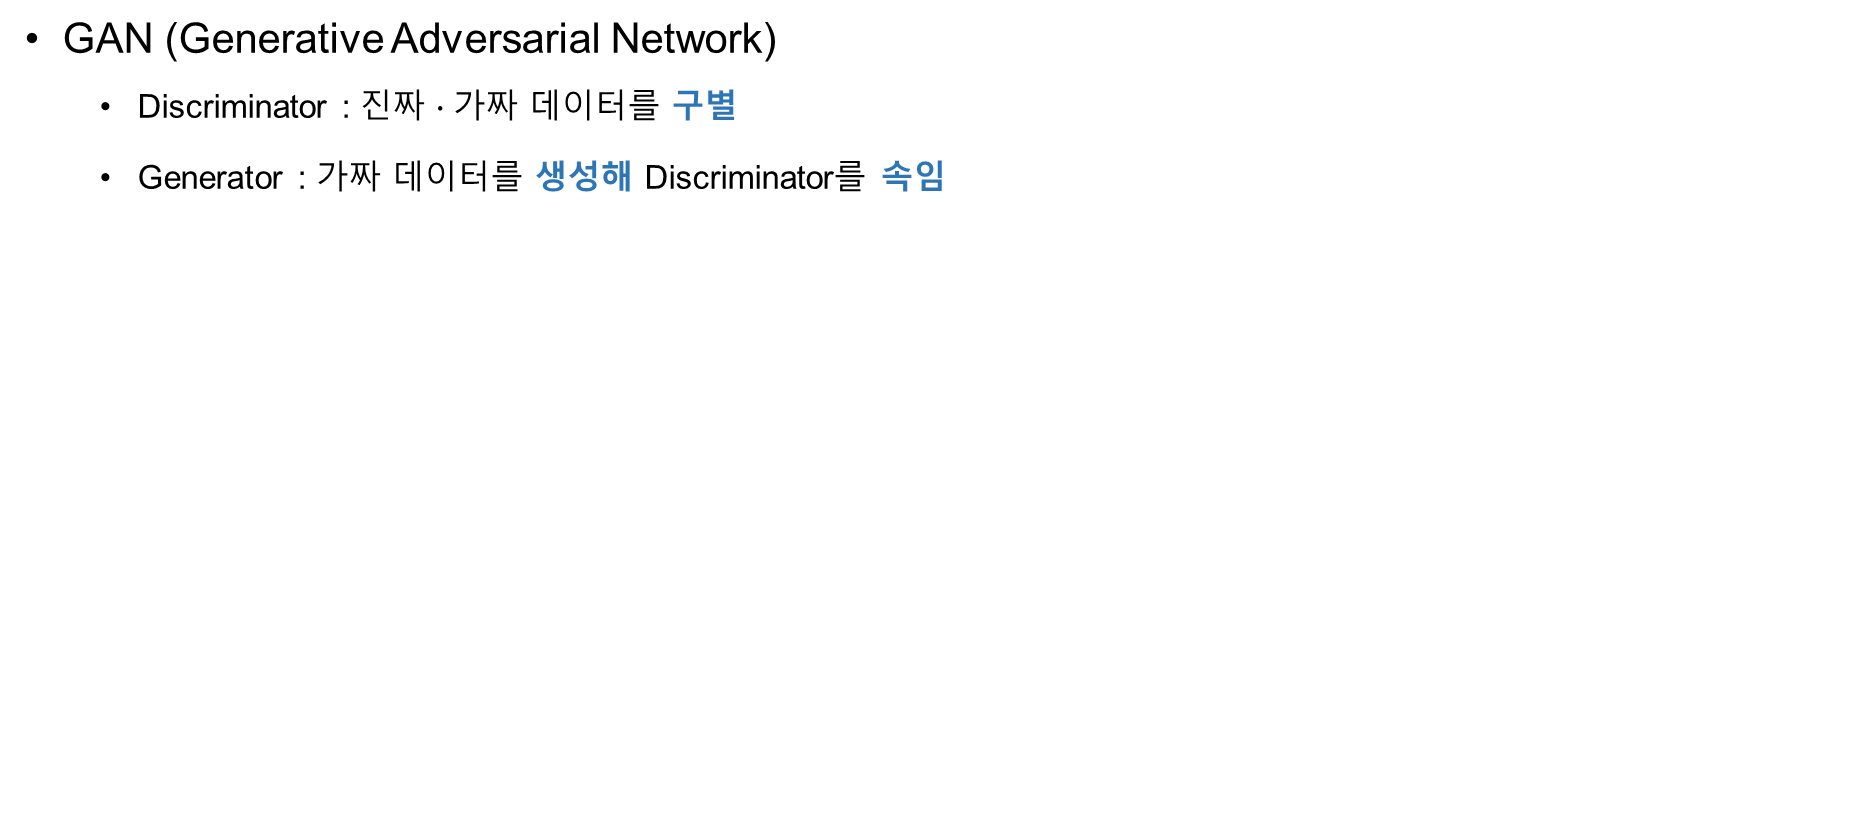 • GAN (Generative Adversarial Network)
• Discriminator : 진짜 · 가짜 데이터를 구별
• Generator : 가짜 데이터를 생성해 Discriminator를 속임